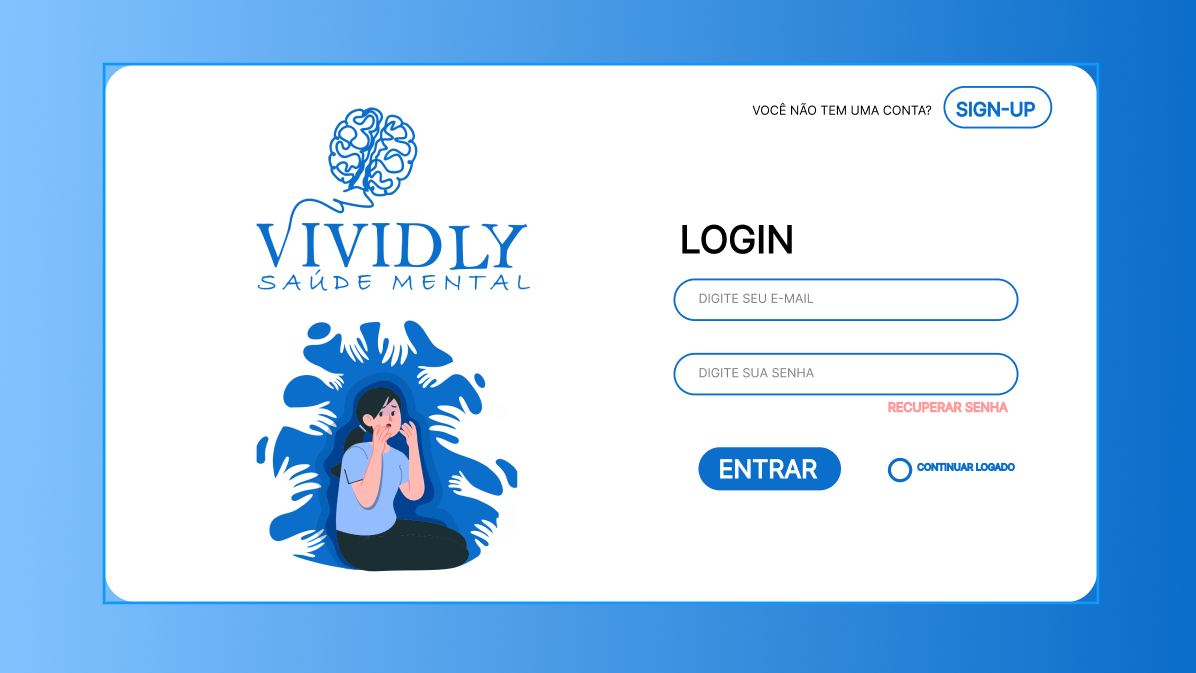 VOCÊ NÃO TEM UMA CONTA?
SIGN-UP
VIVIDLY
SAÚDE MENTAL
LOGIN
DIGITE SEU E-MAIL
DIGITE SUA SENHA
RECUPERAR SENHA
ENTRAR
CONTINUAR LOGADO